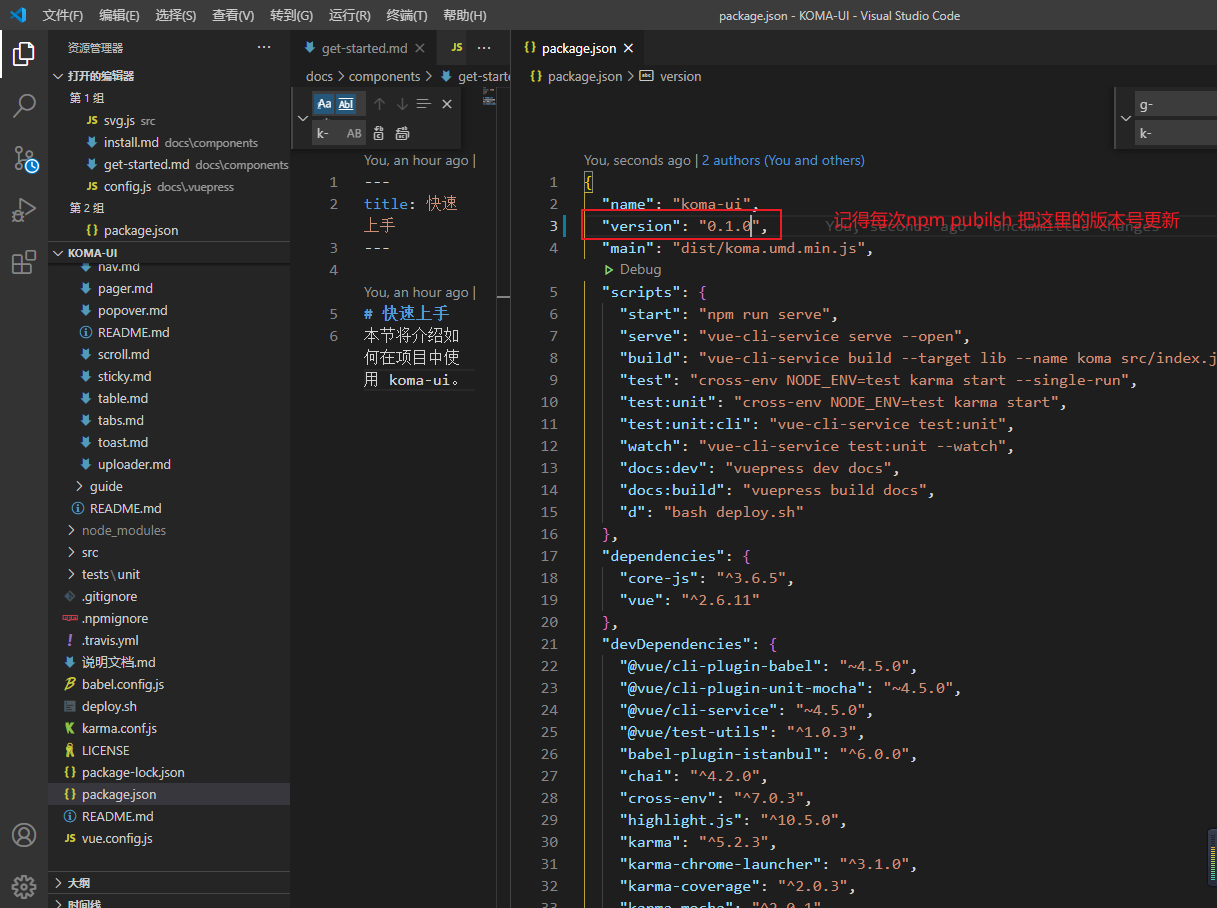 文件(F) 编辑(E) 选择(S) 查看(V) 转到(G) 运行(R) 终端(T) 帮助(H) package.json - KOMA-UI - Visual Studio Code
资源管理器 ···
打开的编辑器
第 1 组
JS svg.js src
install.md docs\components
get-started.md docs\components
JS config.js docs\.vuepress
第 2 组
{} package.json
KOMA-UI
nav.md
pager.md
popover.md
README.md
scroll.md
sticky.md
table.md
tabs.md
toast.md
uploader.md
guide
README.md
node_modules
src
tests\unit
.gitignore
.npmignore
.travis.yml
说明文档.md
babel.config.js
deploy.sh
karma.conf.js
LICENSE
{} package-lock.json
{} package.json
README.md
JS vue.config.js
大纲
时间线
get-started.md JS ···
docs > components > get-starte
Aa Abl
k- AB
You, an hour ago |
1 ---
2 title: 快速
上手
3 ---
4
You, an hour ago |
5 # 快速上手
6 本节将介绍如
何在项目中使
用 koma-ui。
{} package.json
{} package.json > abc version
g-
k-
You, seconds ago | 2 authors (You and others)
1 {
2 "name": "koma-ui",
3 "version": "0.1.0", You, seconds ago • Uncommitted changes
记得每次npm pubilsh 把这里的版本号更新
4 "main": "dist/koma.umd.min.js",
Debug
5 "scripts": {
6 "start": "npm run serve",
7 "serve": "vue-cli-service serve --open",
8 "build": "vue-cli-service build --target lib --name koma src/index.j
9 "test": "cross-env NODE_ENV=test karma start --single-run",
10 "test:unit": "cross-env NODE_ENV=test karma start",
11 "test:unit:cli": "vue-cli-service test:unit",
12 "watch": "vue-cli-service test:unit --watch",
13 "docs:dev": "vuepress dev docs",
14 "docs:build": "vuepress build docs",
15 "d": "bash deploy.sh"
16 },
17 "dependencies": {
18 "core-js": "^3.6.5",
19 "vue": "^2.6.11"
20 },
21 "devDependencies": {
22 "@vue/cli-plugin-babel": "~4.5.0",
23 "@vue/cli-plugin-unit-mocha": "~4.5.0",
24 "@vue/cli-service": "~4.5.0",
25 "@vue/test-utils": "^1.0.3",
26 "babel-plugin-istanbul": "^6.0.0",
27 "chai": "^4.2.0",
28 "cross-env": "^7.0.3",
29 "highlight.js": "^10.5.0",
30 "karma": "^5.2.3",
31 "karma-chrome-launcher": "^3.1.0",
32 "karma-coverage": "^2.0.3",
33 "karma-mocha": "^2.0.1",